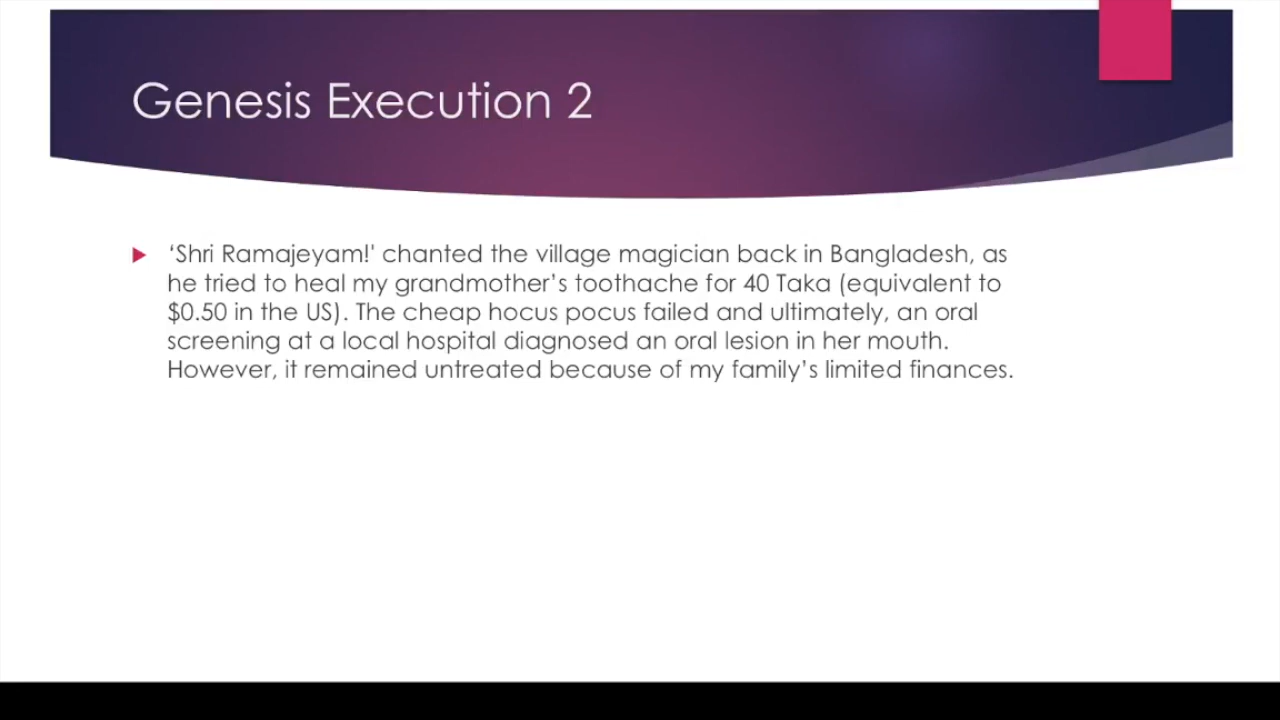 Genesis Execution 2
‘Shri Ramajeyam!' chanted the village magician back in Bangladesh, as
he tried to heal my grandmother’s toothache for 40 Taka (equivalent to
$0.50 in the US). The cheap hocus pocus failed and ultimately, an oral
screening at a local hospital diagnosed an oral lesion in her mouth.
However, it remained untreated because of my family’s limited finances.